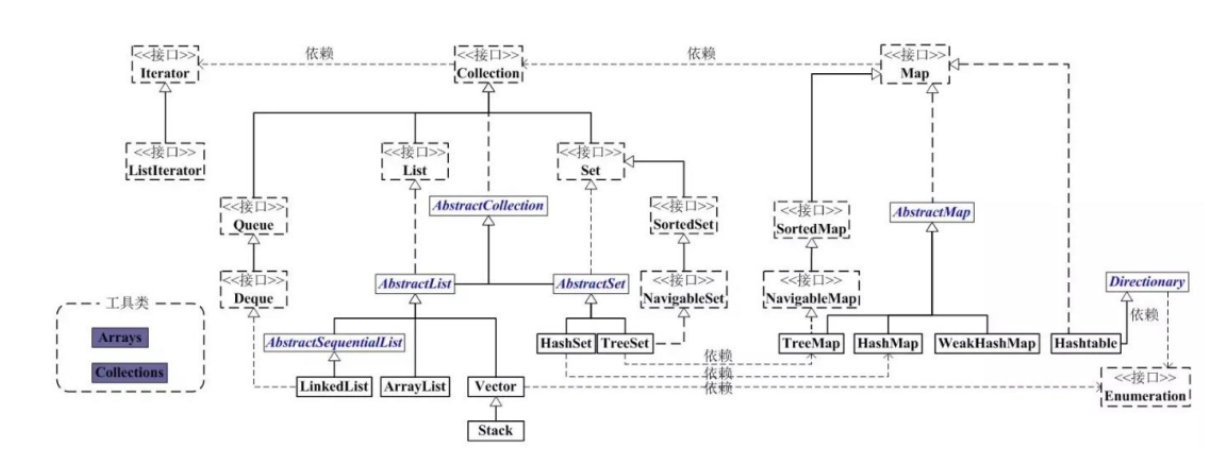 <<接口>>
Iterator
依赖
<<接口>>
Collection
依赖
<<接口>>
Map
<<接口>>
ListIterator
<<接口>>
List
<<接口>>
Set
<<接口>>
Queue
AbstractCollection
<<接口>>
SortedSet
<<接口>>
SortedMap
AbstractMap
<<接口>>
Deque
AbstractList
AbstractSet
<<接口>>
NavigableSet
<<接口>>
NavigableMap
Directionary
工具类
Arrays
Collections
AbstractSequentialList
HashSet
TreeSet
TreeMap
HashMap
WeakHashMap
Hashtable
依赖
依赖
依赖
依赖
LinkedList
ArrayList
Vector
<<接口>>
Enumeration
Stack